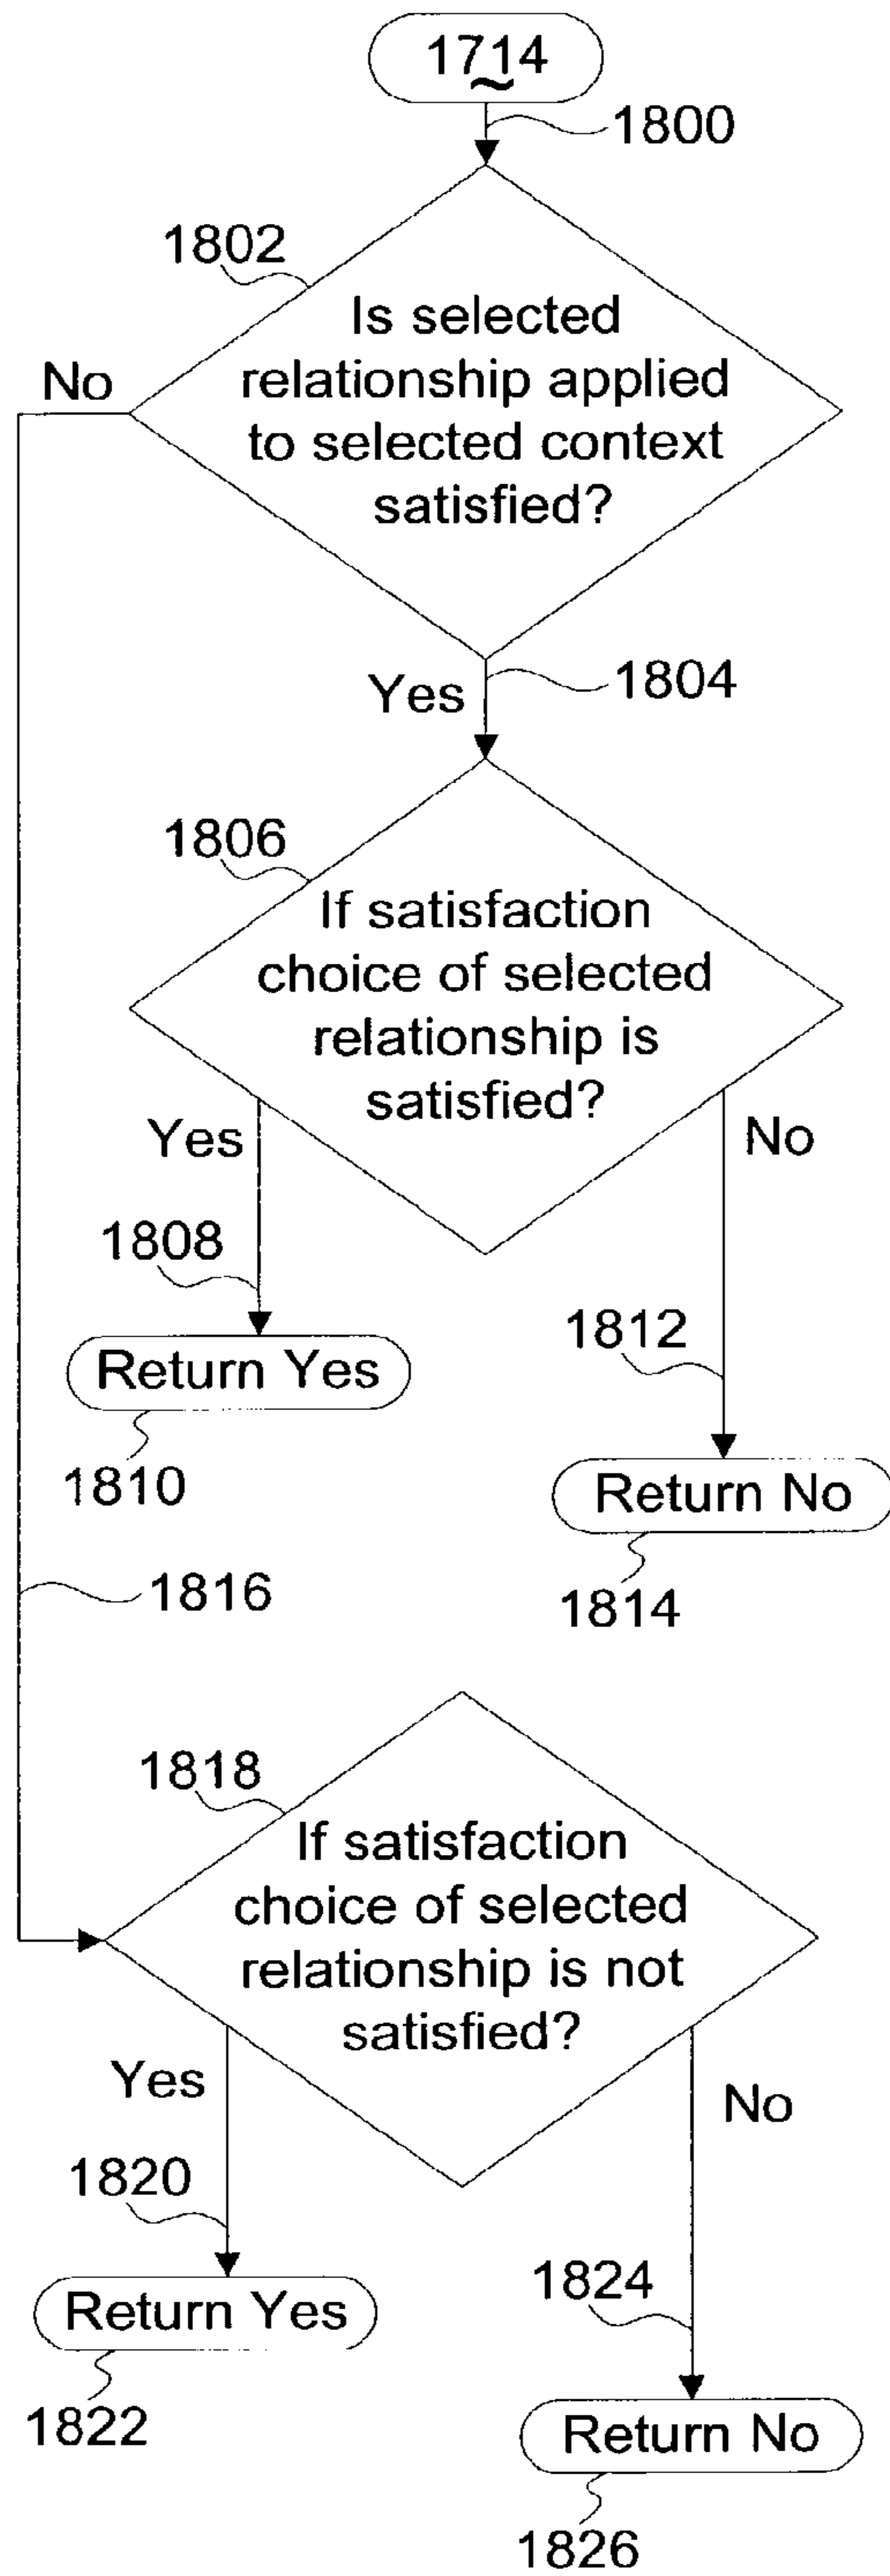 1714
1800
1802
Is selected
relationship applied
to selected context
satisfied?
No
Yes
1804
1806
If satisfaction
choice of selected
relationship is
satisfied?
Yes
No
1808
Return Yes
1810
1812
Return No
1814
1816
1818
If satisfaction
choice of selected
relationship is not
satisfied?
Yes
No
1820
Return Yes
1822
1824
Return No
1826